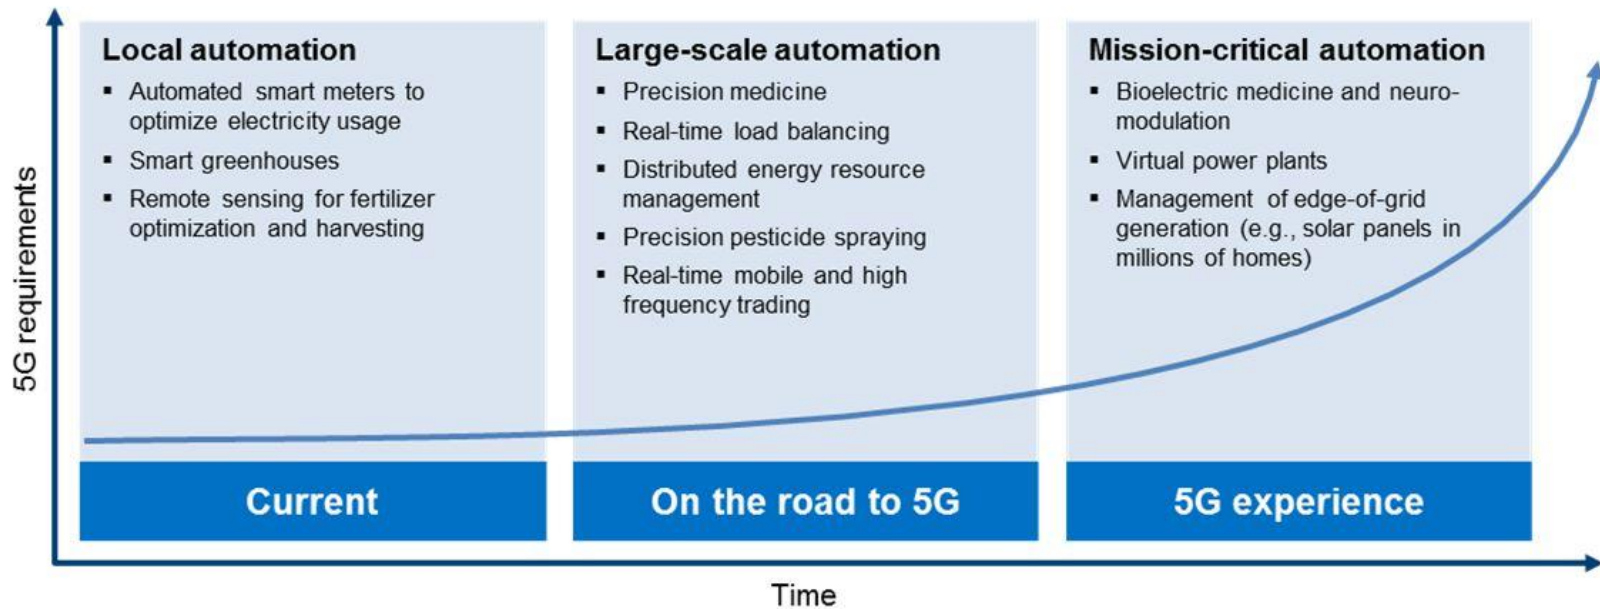 5G requirements
Local automation
▪ Automated smart meters to
optimize electricity usage
▪ Smart greenhouses
▪ Remote sensing for fertilizer
optimization and harvesting
Current
Large-scale automation
▪ Precision medicine
▪ Real-time load balancing
▪ Distributed energy resource
management
▪ Precision pesticide spraying
▪ Real-time mobile and high
frequency trading
On the road to 5G
Mission-critical automation
▪ Bioelectric medicine and neuro-
modulation
▪ Virtual power plants
▪ Management of edge-of-grid
generation (e.g., solar panels in
millions of homes)
5G experience
Time